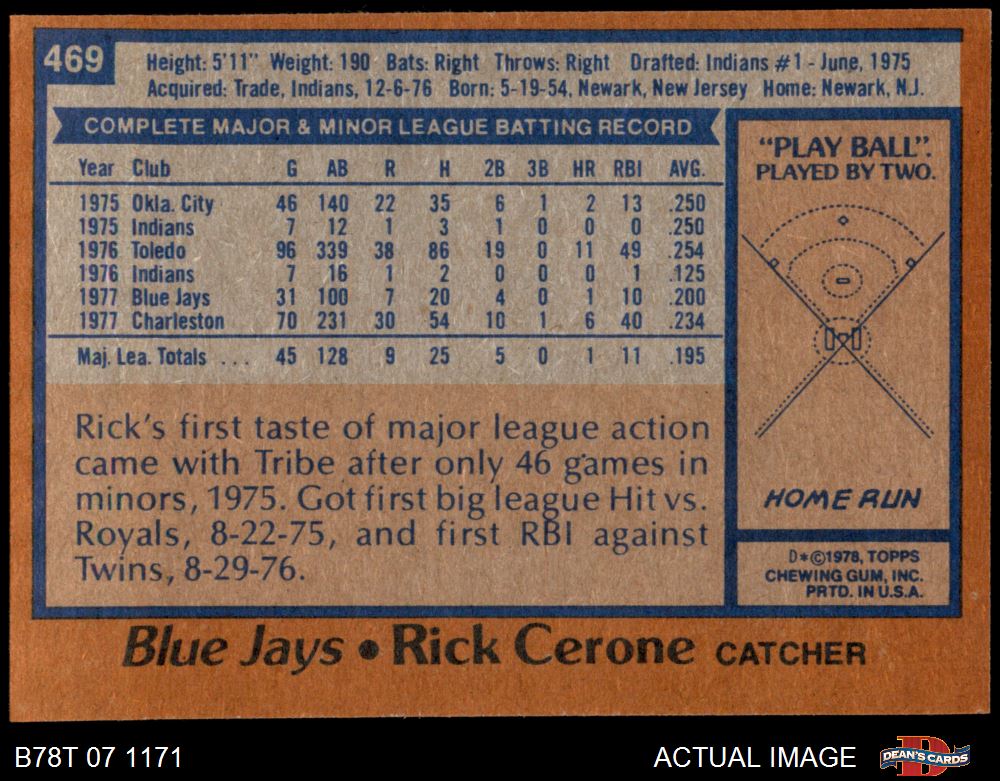 469
Height: 5'11" Weight: 190 Bats: Right Throws: Right Drafted: Indians #1 - June, 1975
Acquired: Trade, Indians, 12-6-76 Born: 5-19-54, Newark, New Jersey Home: Newark, N.J.
COMPLETE MAJOR & MINOR LEAGUE BATTING RECORD
Year Club G AB R H 2B 3B HR RBI AVG.
1975 Okla. City 46 140 22 35 6 1 2 13 .250
1975 Indians 7 12 1 3 1 0 0 0 .250
1976 Toledo 96 339 38 86 19 0 11 49 .254
1976 Indians 7 16 1 2 0 0 0 1 .125
1977 Blue Jays 31 100 7 20 4 0 1 10 .200
1977 Charleston 70 231 30 54 10 1 6 40 .234
Maj. Lea. Totals ... 45 128 9 25 5 0 1 11 .195
Rick's first taste of major league action
came with Tribe after only 46 games in
minors, 1975. Got first big league Hit vs.
Royals, 8-22-75, and first RBI against
Twins, 8-29-76.
"PLAY BALL".
PLAYED BY TWO.
HOME RUN
D*©1978, TOPPS
CHEWING GUM, INC.
PRTD. IN U.S.A.
Blue Jays • Rick Cerone CATCHER
B78T 07 1171
ACTUAL IMAGE
D
DEAN'S CARDS